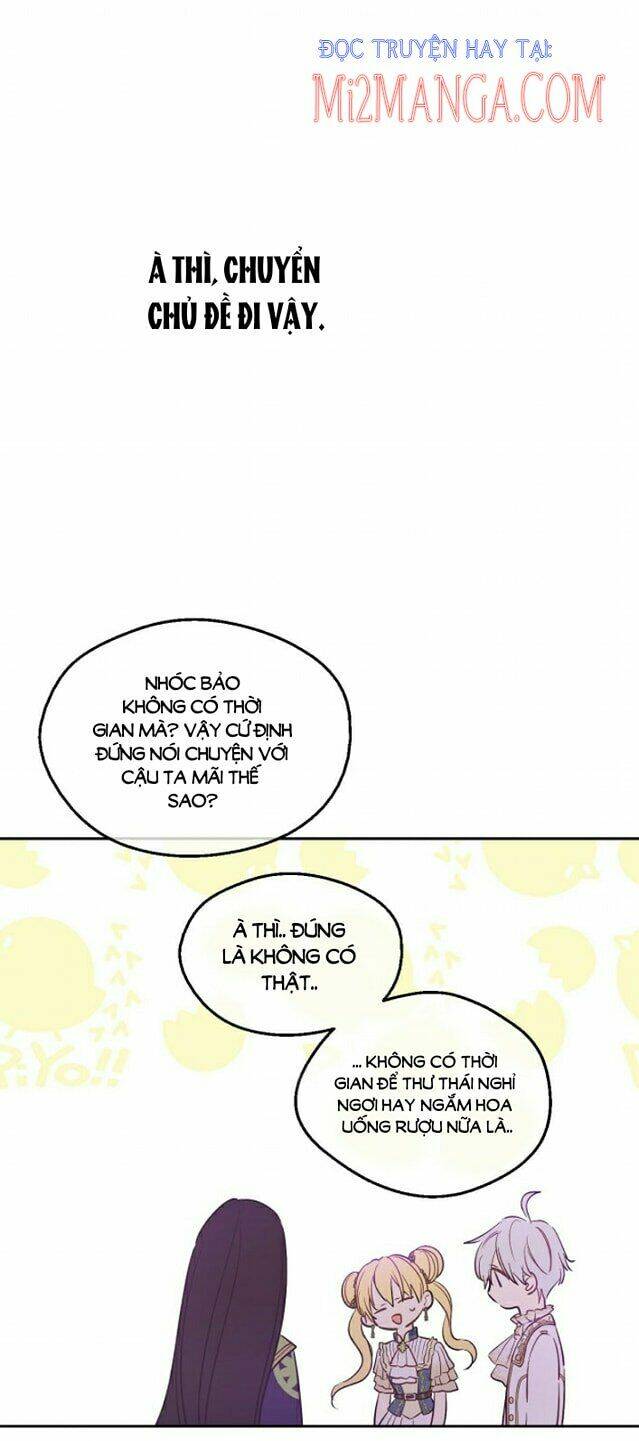 ĐỌC TRUYỆN HAY TẠI:
MI2MANGA.COM
À THÌ, CHUYỂN
CHỦ ĐỀ ĐI VẬY.
NHÓC BẢO
KHÔNG CÓ THỜI
GIAN MÀ? VẬY CỨ ĐỊNH
ĐỨNG NÓI CHUYỆN VỚI
CẬU TA MÃI THẾ
SAO?
À THÌ.. ĐÚNG
LÀ KHÔNG CÓ
THẬT..
... KHÔNG CÓ THỜI
GIAN ĐỂ THƯ THÁI NGHỈ
NGƠI HAY NGẮM HOA
UỐNG RƯỢU NỮA LÀ..